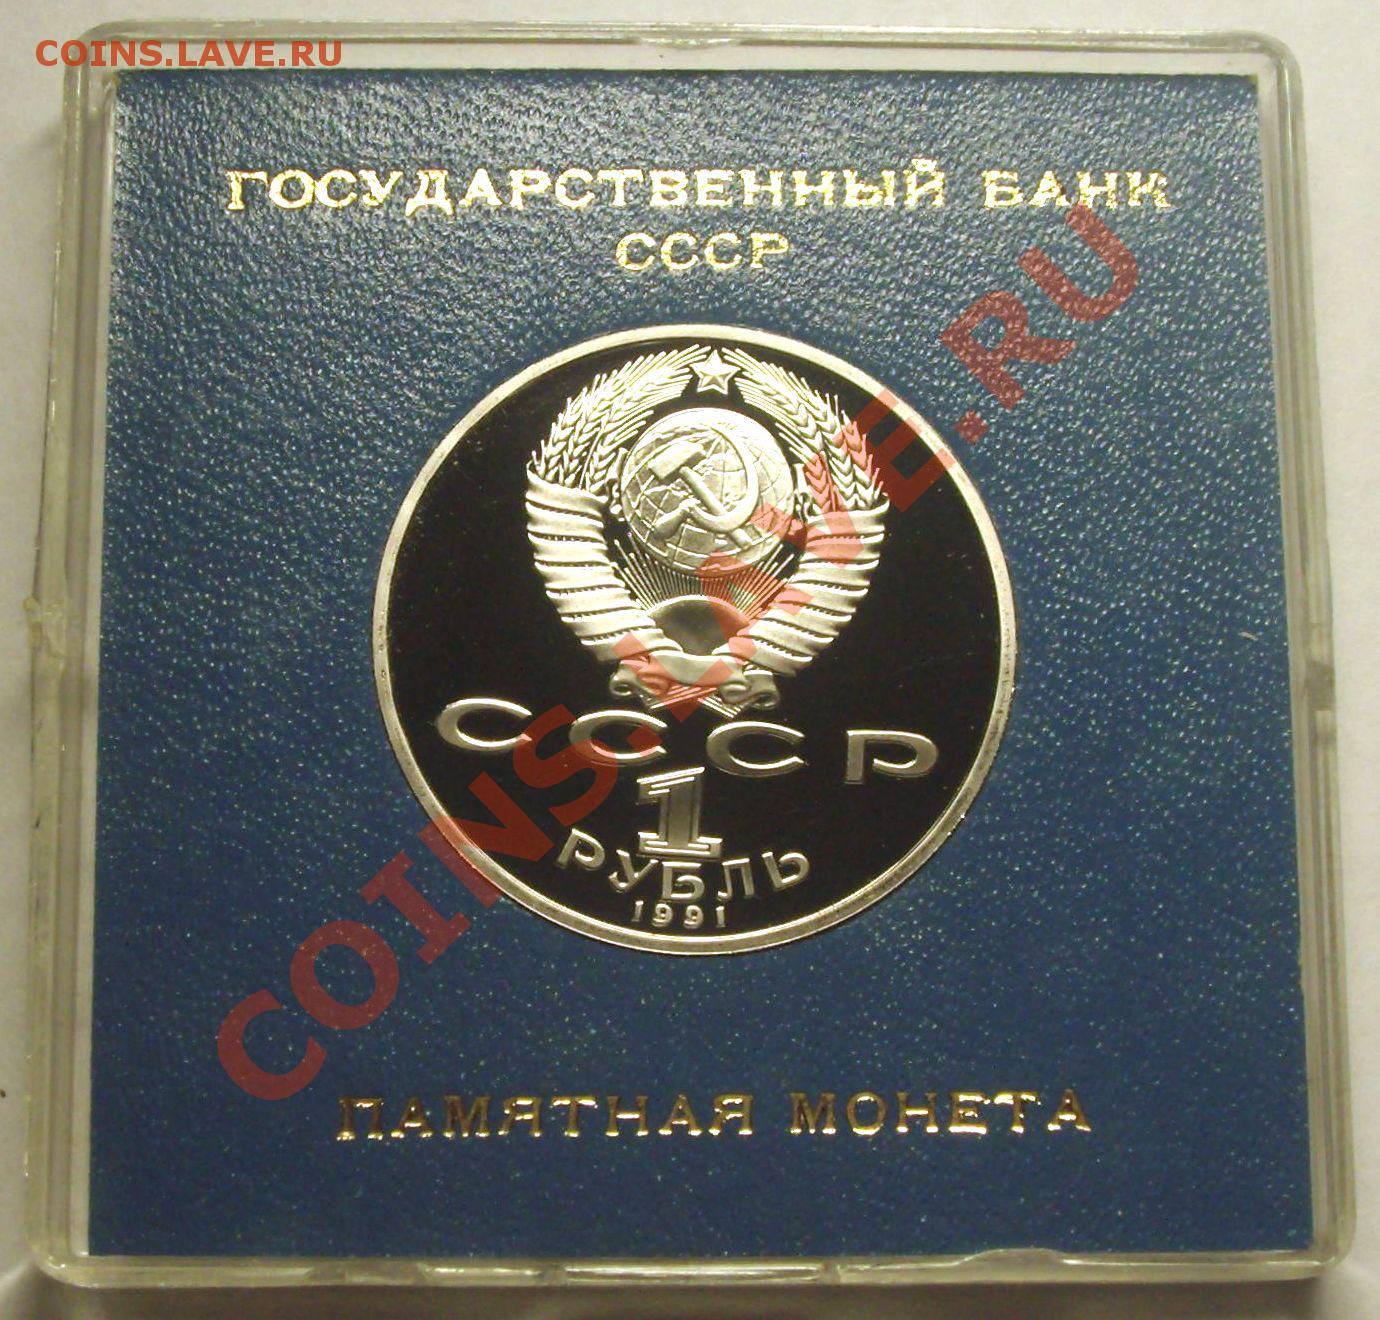 COINS.LAVE.RU
ГОСУДАРСТВЕННЫЙ БАНК
СССР
COINS.LAVE.RU
СССР
1
РУБЛЬ
1991
ПАМЯТНАЯ МОНЕТА